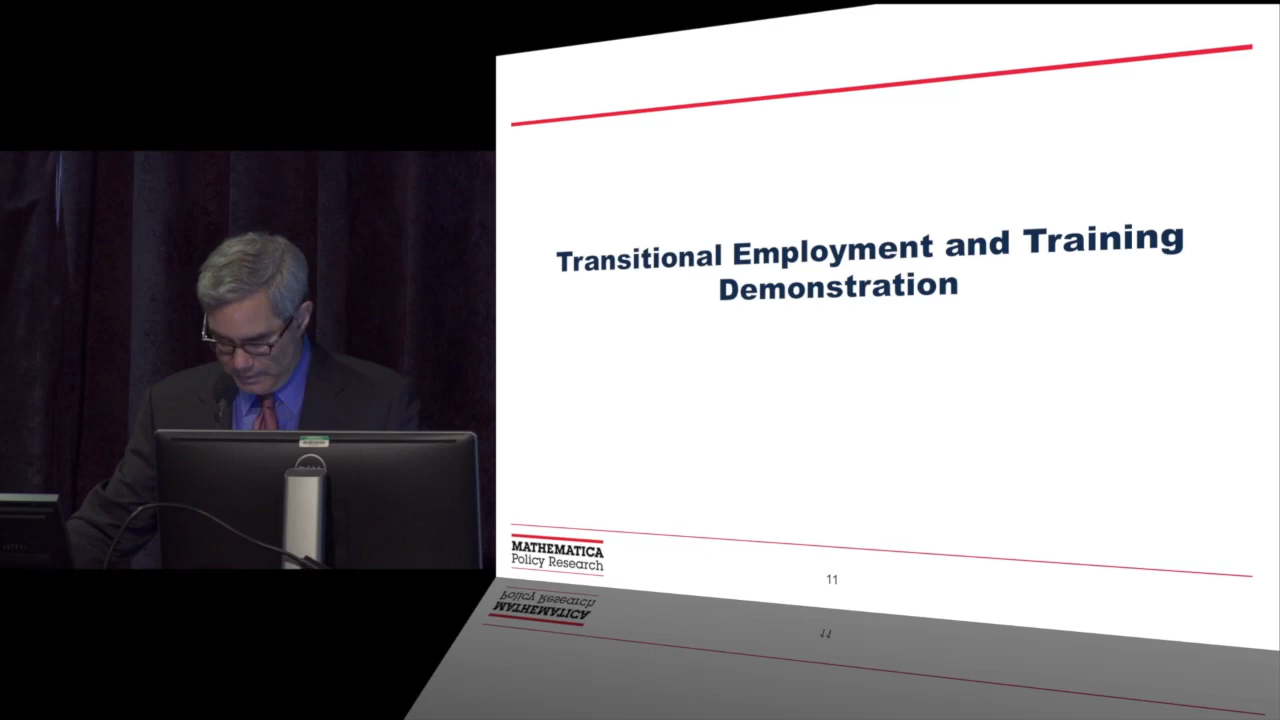 Transitional Employment and Training
Demonstration
MATHEMATICA
Policy Research
11